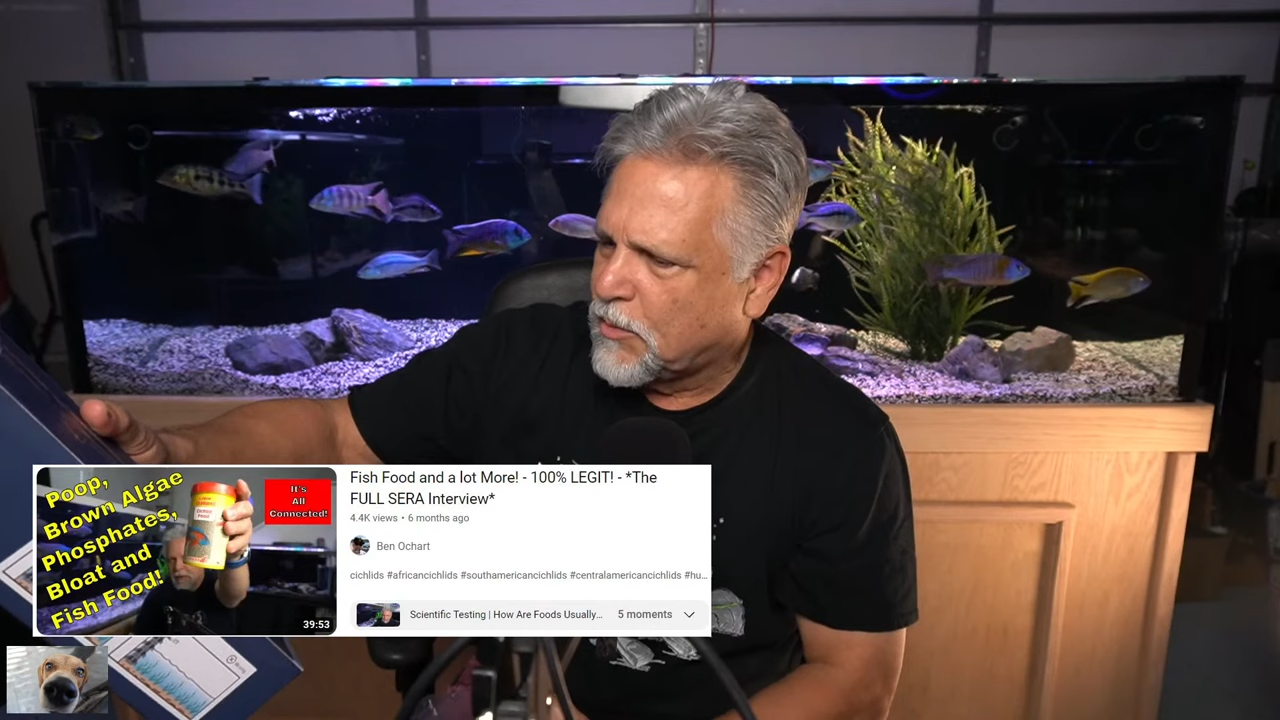 Poop,
Brown Algae
Phosphates,
Bloat and
Fish Food!
It's
All
Connected!
39:53
Fish Food and a lot More! - 100% LEGIT! - *The
FULL SERA Interview*
4.4K views • 6 months ago
Ben Ochart
cichlids #africancichlids #southamericancichlids #centralamericancichlids #hu...
Scientific Testing | How Are Foods Usually...
5 moments